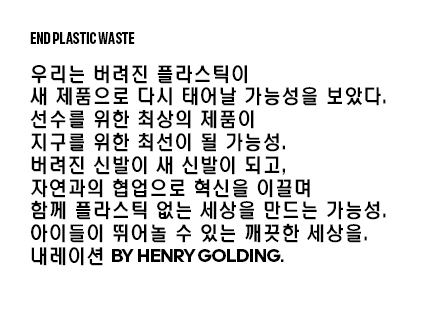 END PLASTIC WASTE
우리는 버려진 플라스틱이
새 제품으로 다시 태어날 가능성을 보았다.
선수를 위한 최상의 제품이
지구를 위한 최선이 될 가능성.
버려진 신발이 새 신발이 되고,
자연과의 협업으로 혁신을 이끌며
함께 플라스틱 없는 세상을 만드는 가능성.
아이들이 뛰어놀 수 있는 깨끗한 세상을.
내레이션 BY HENRY GOLDING.